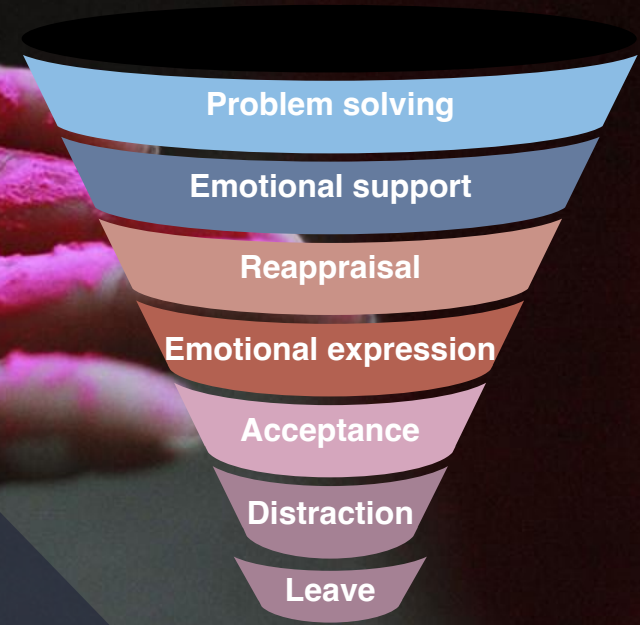 Problem solving
Emotional support
Reappraisal
Emotional expression
Acceptance
Distraction
Leave